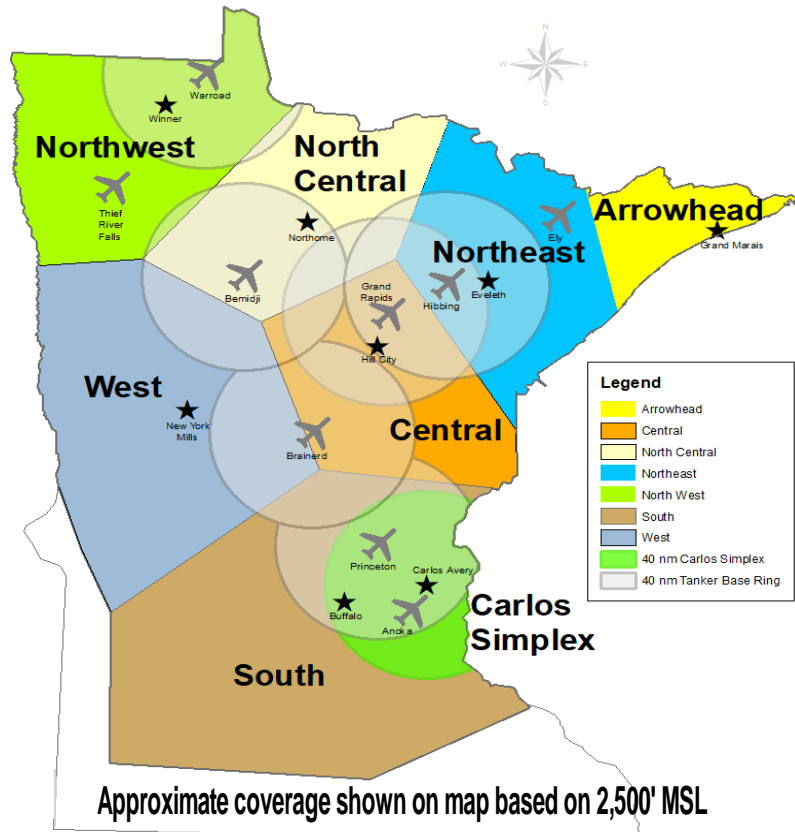 N
W
E
S
Warroad
Winner
Northwest
North
Central
Thief
River
Falls
Northome
Arrowhead
Ely
Grand Marais
Northeast
Bemidji
Grand
Rapids
Hibbing
Eveleth
Hill City
West
New York
Mills
Central
Brainerd
Legend
Arrowhead
Central
North Central
Northeast
North West
South
West
40 nm Carlos Simplex
40 nm Tanker Base Ring
Princeton
Carlos Avery
Buffalo
Anoka
Carlos
Simplex
South
Approximate coverage shown on map based on 2,500' MSL